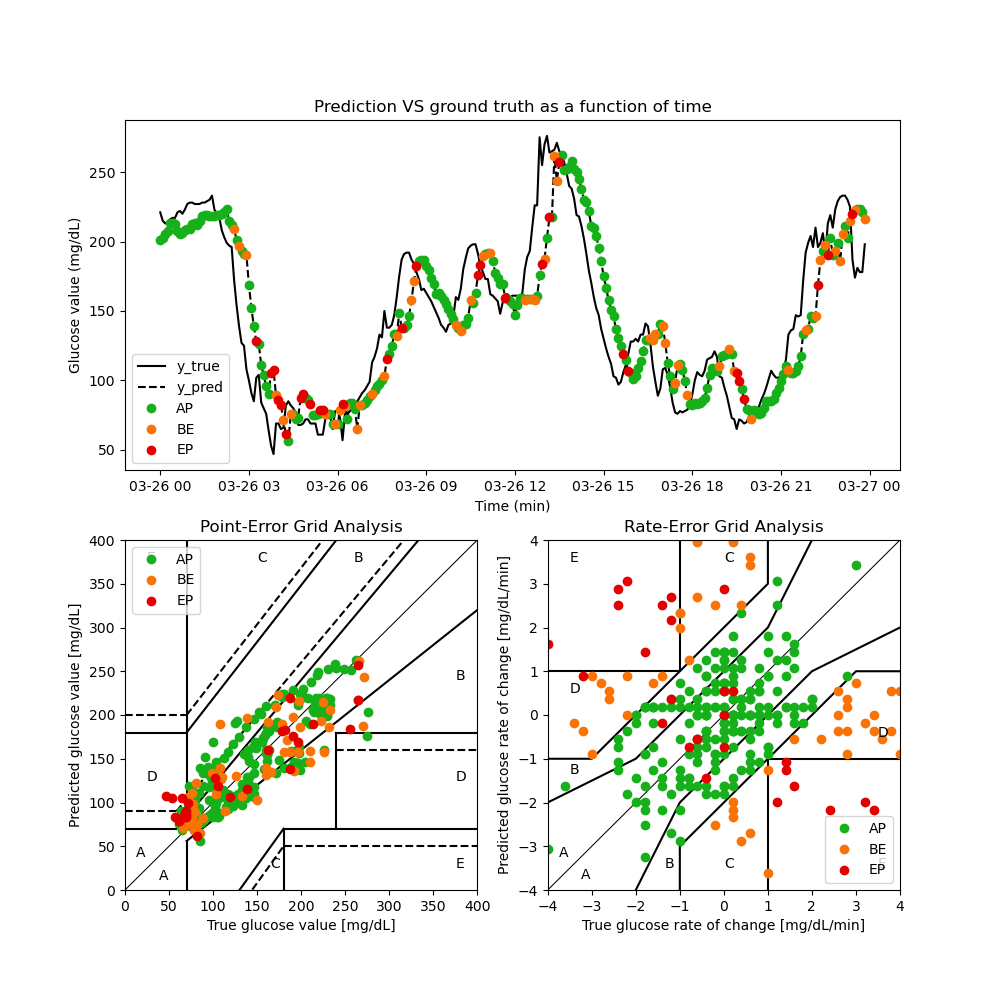 Prediction VS ground truth as a function of time
Glucose value (mg/dL)
250
200
150
100
50
y_true
y_pred
AP
BE
EP
03-26 00 03-26 03 03-26 06 03-26 09 03-26 12 03-26 15 03-26 18 03-26 21 03-27 00
Time (min)
Point-Error Grid Analysis
Predicted glucose value [mg/dL]
400
350
300
250
200
150
100
50
0
AP
BE
EP
C
B
B
D
D
A
A
C
E
0 50 100 150 200 250 300 350 400
True glucose value [mg/dL]
Rate-Error Grid Analysis
Predicted glucose rate of change [mg/dL/min]
4
3
2
1
0
−1
−2
−3
−4
E
C
D
D
B
A
A
B
C
AP
BE
EP
−4 −3 −2 −1 0 1 2 3 4
True glucose rate of change [mg/dL/min]